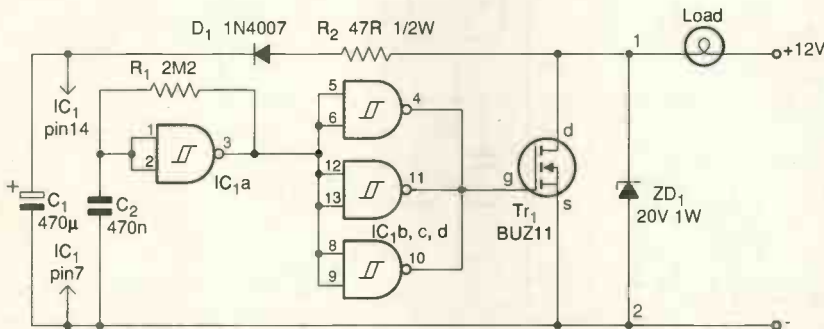 D1 1N4007
R2 47R 1/2W
Load
1
+12V
R1 2M2
IC1
pin14
1
2
3
IC1a
5
6
4
12
13
11
IC1b, c, d
8
9
10
d
g
s
Tr1
BUZ11
ZD1
20V 1W
+
C1
470µ
C2
470n
IC1
pin7
2
-